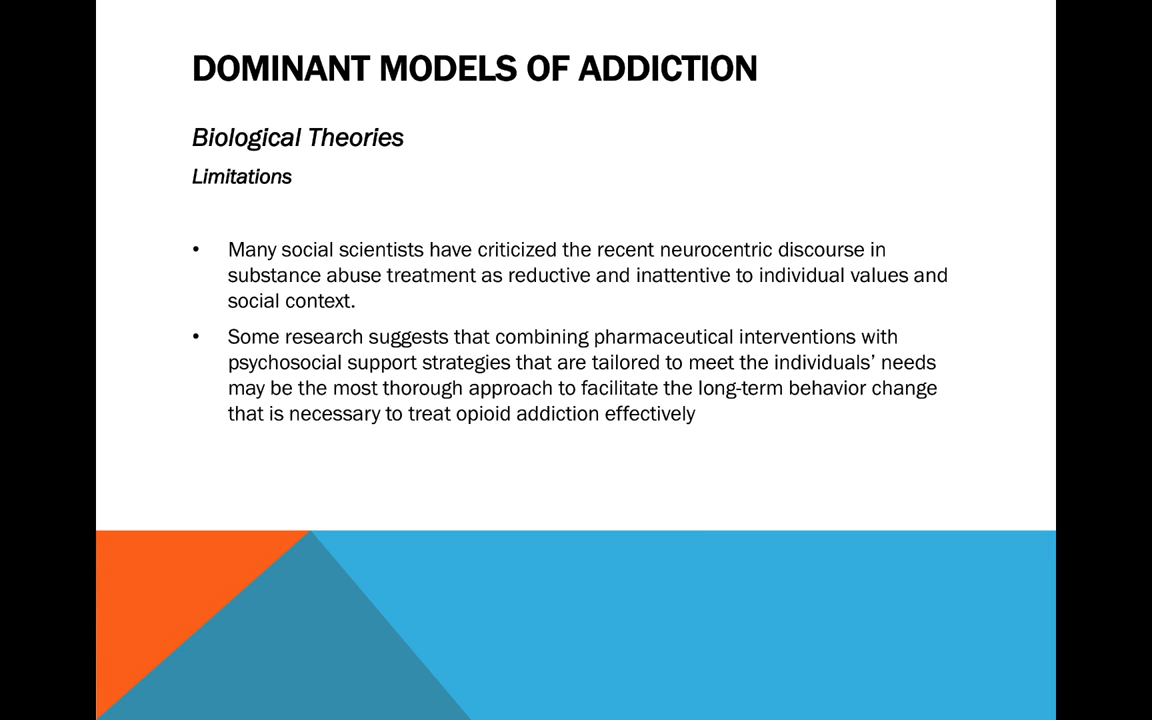 DOMINANT MODELS OF ADDICTION
Biological Theories
Limitations
• Many social scientists have criticized the recent neurocentric discourse in
substance abuse treatment as reductive and inattentive to individual values and
social context.
• Some research suggests that combining pharmaceutical interventions with
psychosocial support strategies that are tailored to meet the individuals’ needs
may be the most thorough approach to facilitate the long-term behavior change
that is necessary to treat opioid addiction effectively